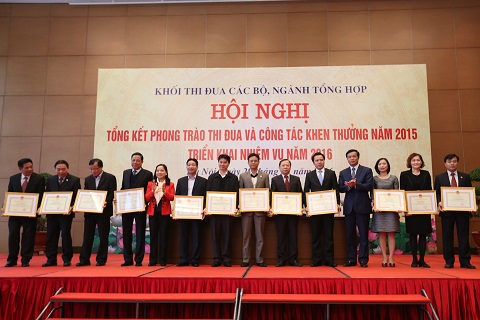 KHỐI THI ĐUA CÁC BỘ, NGÀNH TỔNG HỢP
HỘI NGHỊ
TỔNG KẾT PHONG TRÀO THI ĐUA VÀ CÔNG TÁC KHEN THƯỞNG NĂM 2015
TRIỂN KHAI NHIỆM VỤ NĂM 2016